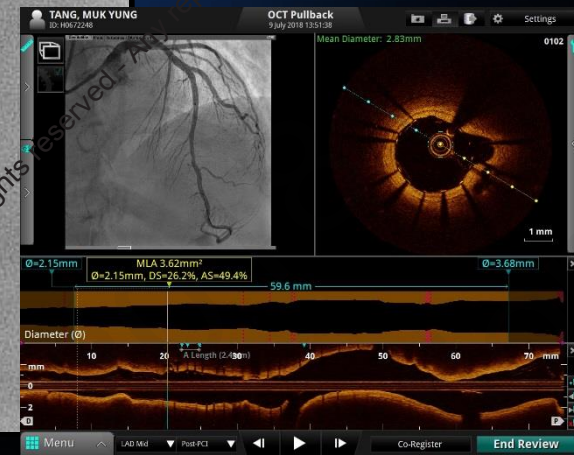 TANG, MUK YUNG
ID: H0672248
OCT Pullback
9 July 2018 13:51:38
Settings
Mean Diameter: 2.83mm
0102
1 mm
Ø=2.15mm
MLA 3.62mm²
Ø=2.15mm, DS=26.2%, AS=49.4%
Ø=3.68mm
59.6 mm
Diameter (Ø)
10 20 30 40 50 60 70 mm
A Length
mm
0
2
D
P
Menu
LAD Mid
Post-PCI
Co-Register
End Review